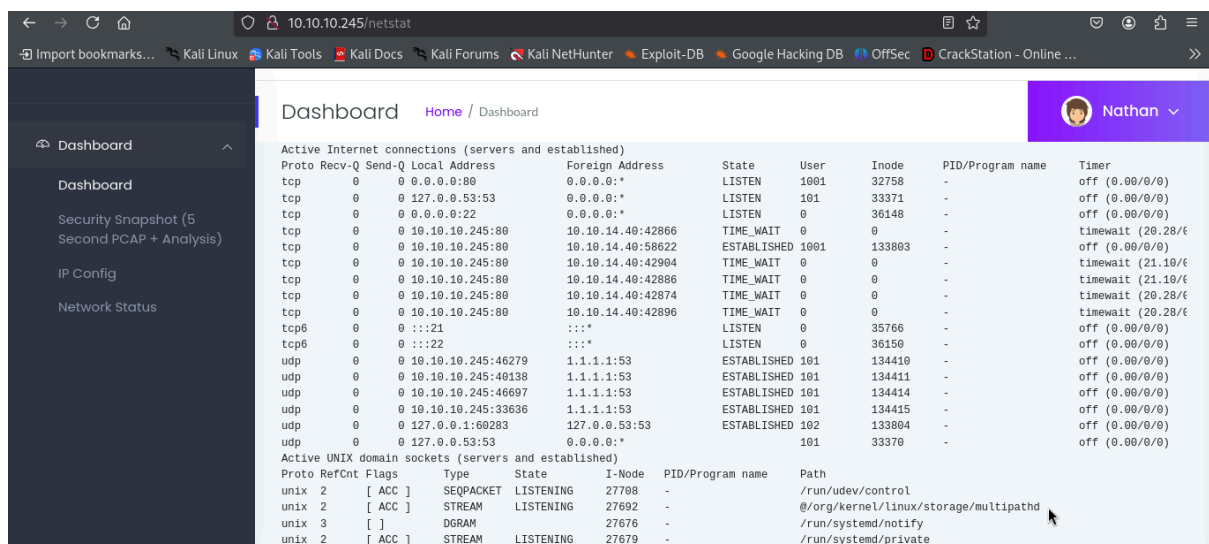 10.10.10.245/netstat
Import bookmarks... Kali Linux Kali Tools Kali Docs Kali Forums Kali NetHunter Exploit-DB Google Hacking DB OffSec CrackStation - Online ...
Dashboard Home / Dashboard Nathan
Dashboard
Dashboard
Security Snapshot (5
Second PCAP + Analysis)
IP Config
Network Status
Active Internet connections (servers and established)
Proto Recv-Q Send-Q Local Address Foreign Address State User Inode PID/Program name Timer
tcp 0 0 0.0.0.0:80 0.0.0.0:* LISTEN 1001 32758 - off (0.00/0/0)
tcp 0 0 127.0.0.53:53 0.0.0.0:* LISTEN 101 33371 - off (0.00/0/0)
tcp 0 0 0.0.0.0:22 0.0.0.0:* LISTEN 0 36148 - off (0.00/0/0)
tcp 0 0 10.10.10.245:80 10.10.14.40:42866 TIME_WAIT 0 0 - timewait (20.28/0
tcp 0 0 10.10.10.245:80 10.10.14.40:58622 ESTABLISHED 1001 133803 - off (0.00/0/0)
tcp 0 0 10.10.10.245:80 10.10.14.40:42904 TIME_WAIT 0 0 - timewait (21.10/0
tcp 0 0 10.10.10.245:80 10.10.14.40:42886 TIME_WAIT 0 0 - timewait (21.10/0
tcp 0 0 10.10.10.245:80 10.10.14.40:42874 TIME_WAIT 0 0 - timewait (20.28/0
tcp 0 0 10.10.10.245:80 10.10.14.40:42896 TIME_WAIT 0 0 - timewait (20.28/0
tcp6 0 0 :::21 :::* LISTEN 0 35766 - off (0.00/0/0)
tcp6 0 0 :::22 :::* LISTEN 0 36150 - off (0.00/0/0)
udp 0 0 10.10.10.245:46279 1.1.1.1:53 ESTABLISHED 101 134410 - off (0.00/0/0)
udp 0 0 10.10.10.245:40138 1.1.1.1:53 ESTABLISHED 101 134411 - off (0.00/0/0)
udp 0 0 10.10.10.245:46697 1.1.1.1:53 ESTABLISHED 101 134414 - off (0.00/0/0)
udp 0 0 10.10.10.245:33636 1.1.1.1:53 ESTABLISHED 101 134415 - off (0.00/0/0)
udp 0 0 127.0.0.1:60283 127.0.0.53:53 ESTABLISHED 102 133804 - off (0.00/0/0)
udp 0 0 127.0.0.53:53 0.0.0.0:* 101 33370 - off (0.00/0/0)
Active UNIX domain sockets (servers and established)
Proto RefCnt Flags Type State I-Node PID/Program name Path
unix 2 [ ACC ] SEQPACKET LISTENING 27708 - /run/udev/control
unix 2 [ ACC ] STREAM LISTENING 27692 - @/org/kernel/linux/storage/multipathd
unix 3 [ ] DGRAM 27676 - /run/systemd/notify
unix 2 [ ACC ] STREAM LISTENING 27679 - /run/systemd/private